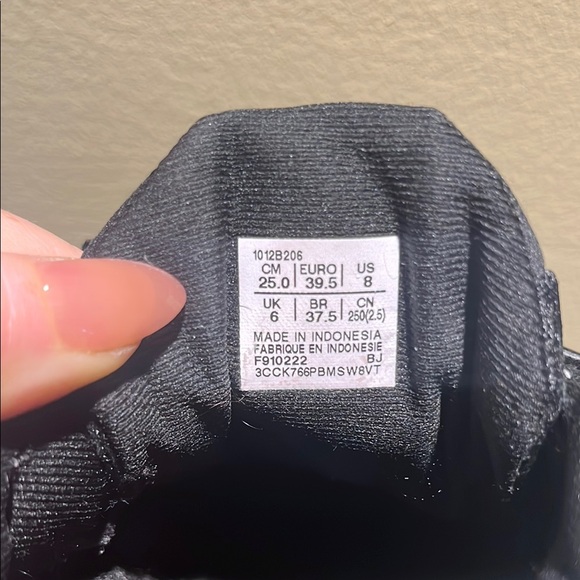 1012B206
CM EURO US
25.0 39.5 8
UK BR CN
6 37.5 250(2.5)
MADE IN INDONESIA
FABRIQUE EN INDONESIE
F910222 BJ
3CCK766PBMSW8VT